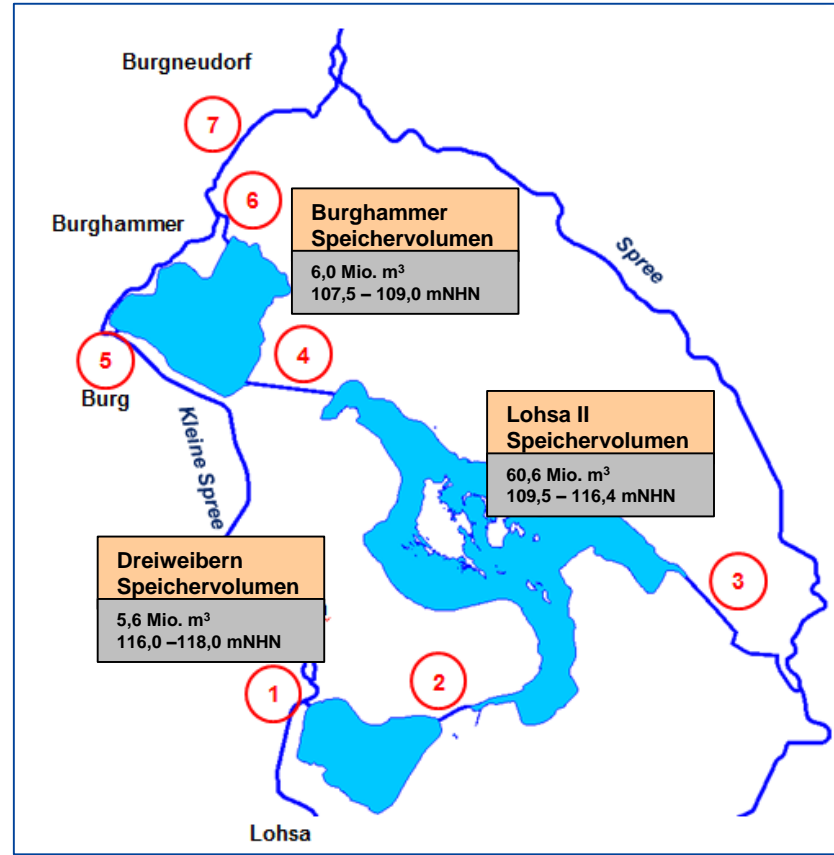 Burgneudorf
7
6
Burghammer
Burghammer
Speichervolumen
6,0 Mio. m³
107,5 – 109,0 mNHN
Spree
5
4
Burg
Kleine Spree
Lohsa II
Speichervolumen
60,6 Mio. m³
109,5 – 116,4 mNHN
Dreiweibern
Speichervolumen
5,6 Mio. m³
116,0 –118,0 mNHN
3
1
2
Lohsa